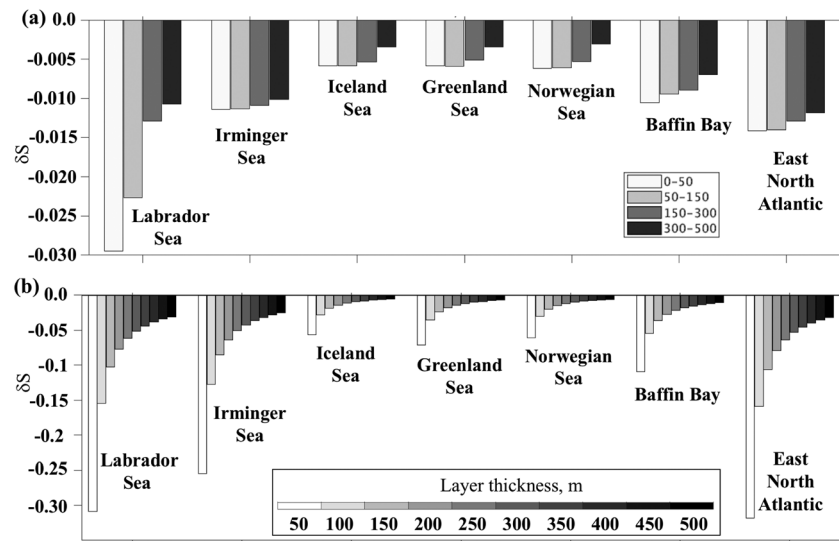 (a)
0.0
-0.005
-0.010
-0.015
-0.020
-0.025
-0.030
δS
Labrador
Sea
Irminger
Sea
Iceland
Sea
Greenland
Sea
Norwegian
Sea
Baffin Bay
East
North
Atlantic
0-50
50-150
150-300
300-500
(b)
0.0
-0.05
-0.1
-0.15
-0.2
-0.25
-0.30
δS
Labrador
Sea
Irminger
Sea
Iceland
Sea
Greenland
Sea
Norwegian
Sea
Baffin Bay
East
North
Atlantic
Layer thickness, m
50 100 150 200 250 300 350 400 450 500